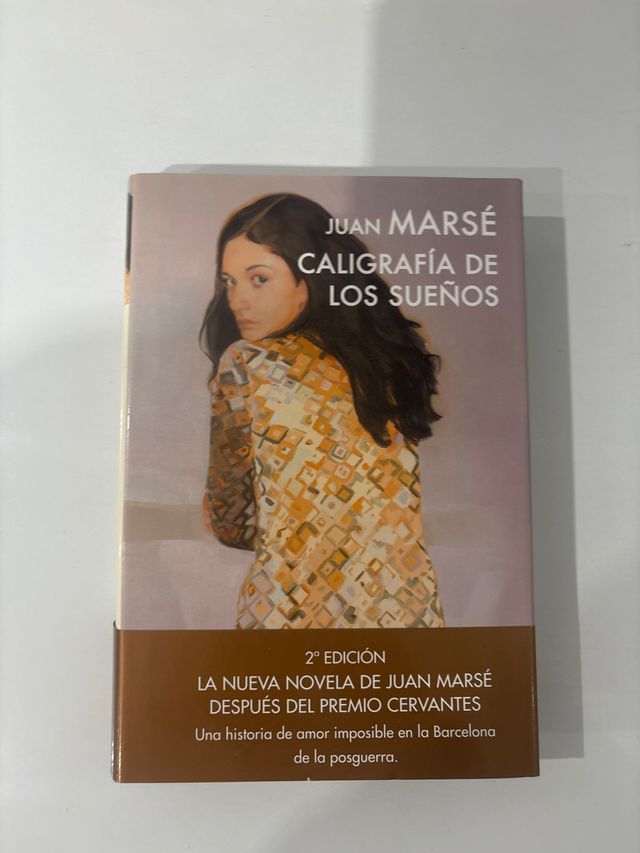 JUAN MARSÉ
CALIGRAFÍA DE
LOS SUEÑOS
2ª EDICIÓN
LA NUEVA NOVELA DE JUAN MARSÉ
DESPUÉS DEL PREMIO CERVANTES
Una historia de amor imposible en la Barcelona
de la posguerra.